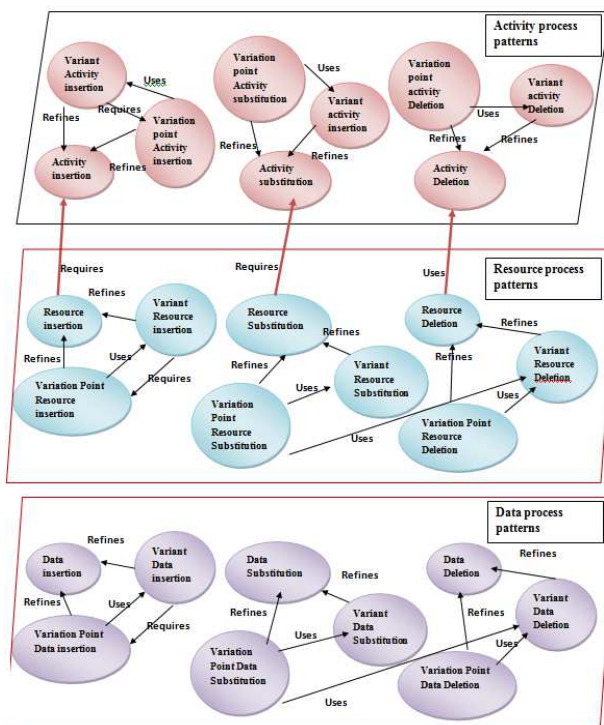 Activity process
patterns
Variant
Activity
insertion
Uses
Requires
Refines
Variation
point
Activity
insertion
Refines
Activity
insertion
Variation
point
Activity
substitution
Uses
Variant
activity
insertion
Refines
Refines
Activity
substitution
Variation
point
activity
Deletion
Variant
activity
Deletion
Uses
Refines
Refines
Activity
Deletion
Requires
Requires
Uses
Resource process
patterns
Resource
insertion
Refines
Variant
Resource
insertion
Refines
Uses
Requires
Variation Point
Resource
insertion
Resource
Substitution
Refines
Refines
Variant
Resource
Substitution
Uses
Variation
Point
Resource
Substitution
Uses
Resource
Deletion
Refines
Refines
Variant
Resource
Deletion
Uses
Variation Point
Resource
Deletion
Data process
patterns
Data
insertion
Refines
Variant
Data
insertion
Refines
Uses
Requires
Variation Point
Data insertion
Data
Substitution
Refines
Refines
Variant
Data
Substitution
Uses
Variation
Point Data
Substitution
Uses
Data
Deletion
Refines
Refines
Variant
Data
Deletion
Uses
Variation Point
Data Deletion